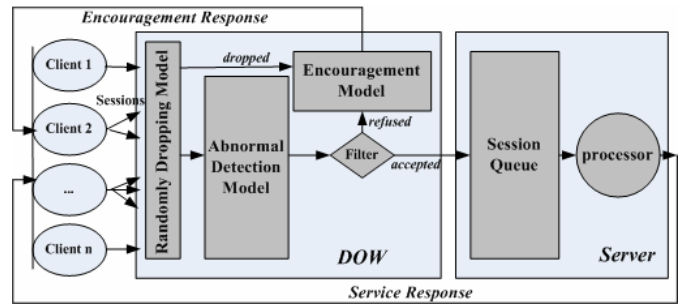 Encouragement Response
Client 1
Sessions
Client 2
...
Client n
Randomly Dropping Model
dropped
Encouragement
Model
refused
Abnormal
Detection
Model
Filter
accepted
DOW
Session
Queue
processor
Server
Service Response